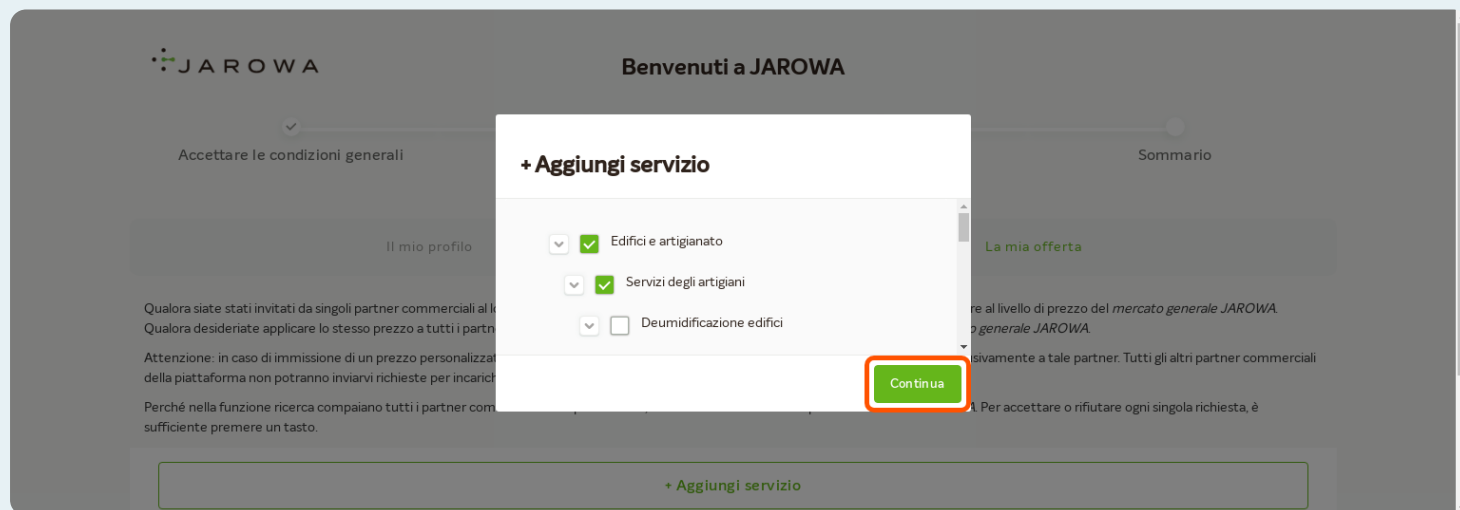 JAROWA
Benvenuti a JAROWA
Accettare le condizioni generali
Sommario
+ Aggiungi servizio
Il mio profilo
La mia offerta
Edifici e artigianato
Servizi degli artigiani
Deumidificazione edifici
Qualora siate stati invitati da singoli partner commerciali al re al livello di prezzo del mercato generale JAROWA.
Qualora desideriate applicare lo stesso prezzo a tutti i partn o generale JAROWA.
Attenzione: in caso di immissione di un prezzo personalizzat sivamente a tale partner. Tutti gli altri partner commerciali
della piattaforma non potranno inviarvi richieste per incarich
Continua
Perché nella funzione ricerca compaiano tutti i partner com Per accettare o rifiutare ogni singola richiesta, è
sufficiente premere un tasto.
+ Aggiungi servizio